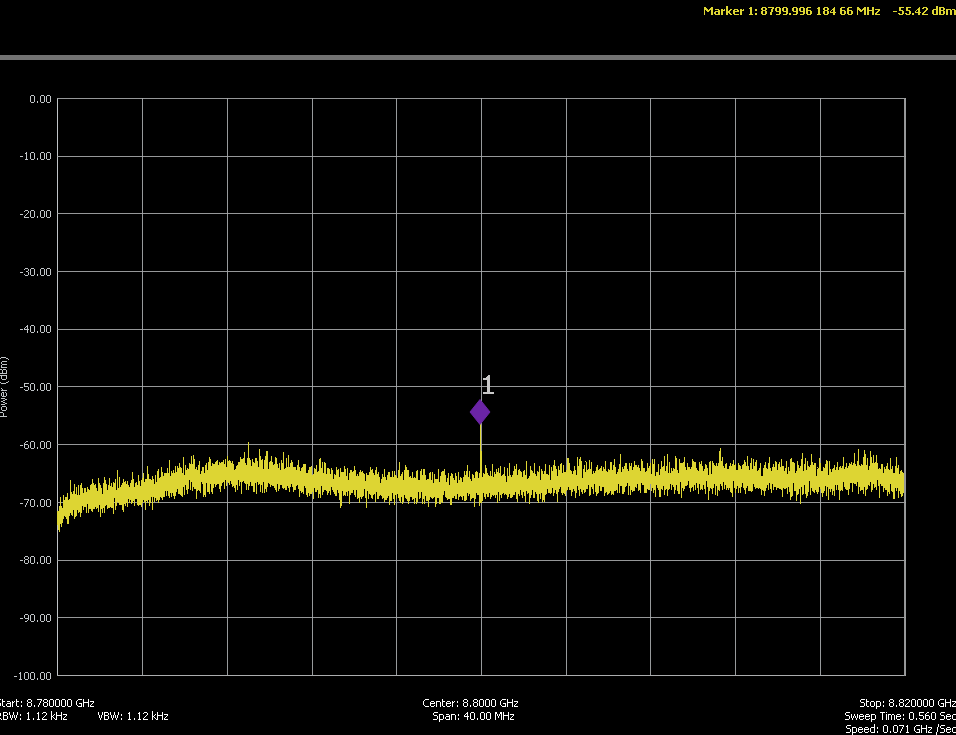 Marker 1: 8799.996 184 66 MHz -55.42 dBm
0.00
-10.00
-20.00
-30.00
-40.00
-50.00
-60.00
-70.00
-80.00
-90.00
-100.00
Power (dBm)
1
Start: 8.780000 GHz Center: 8.8000 GHz Stop: 8.820000 GHz
RBW: 1.12 kHz VBW: 1.12 kHz Span: 40.00 MHz Sweep Time: 0.560 Sec
Speed: 0.071 GHz /Sec